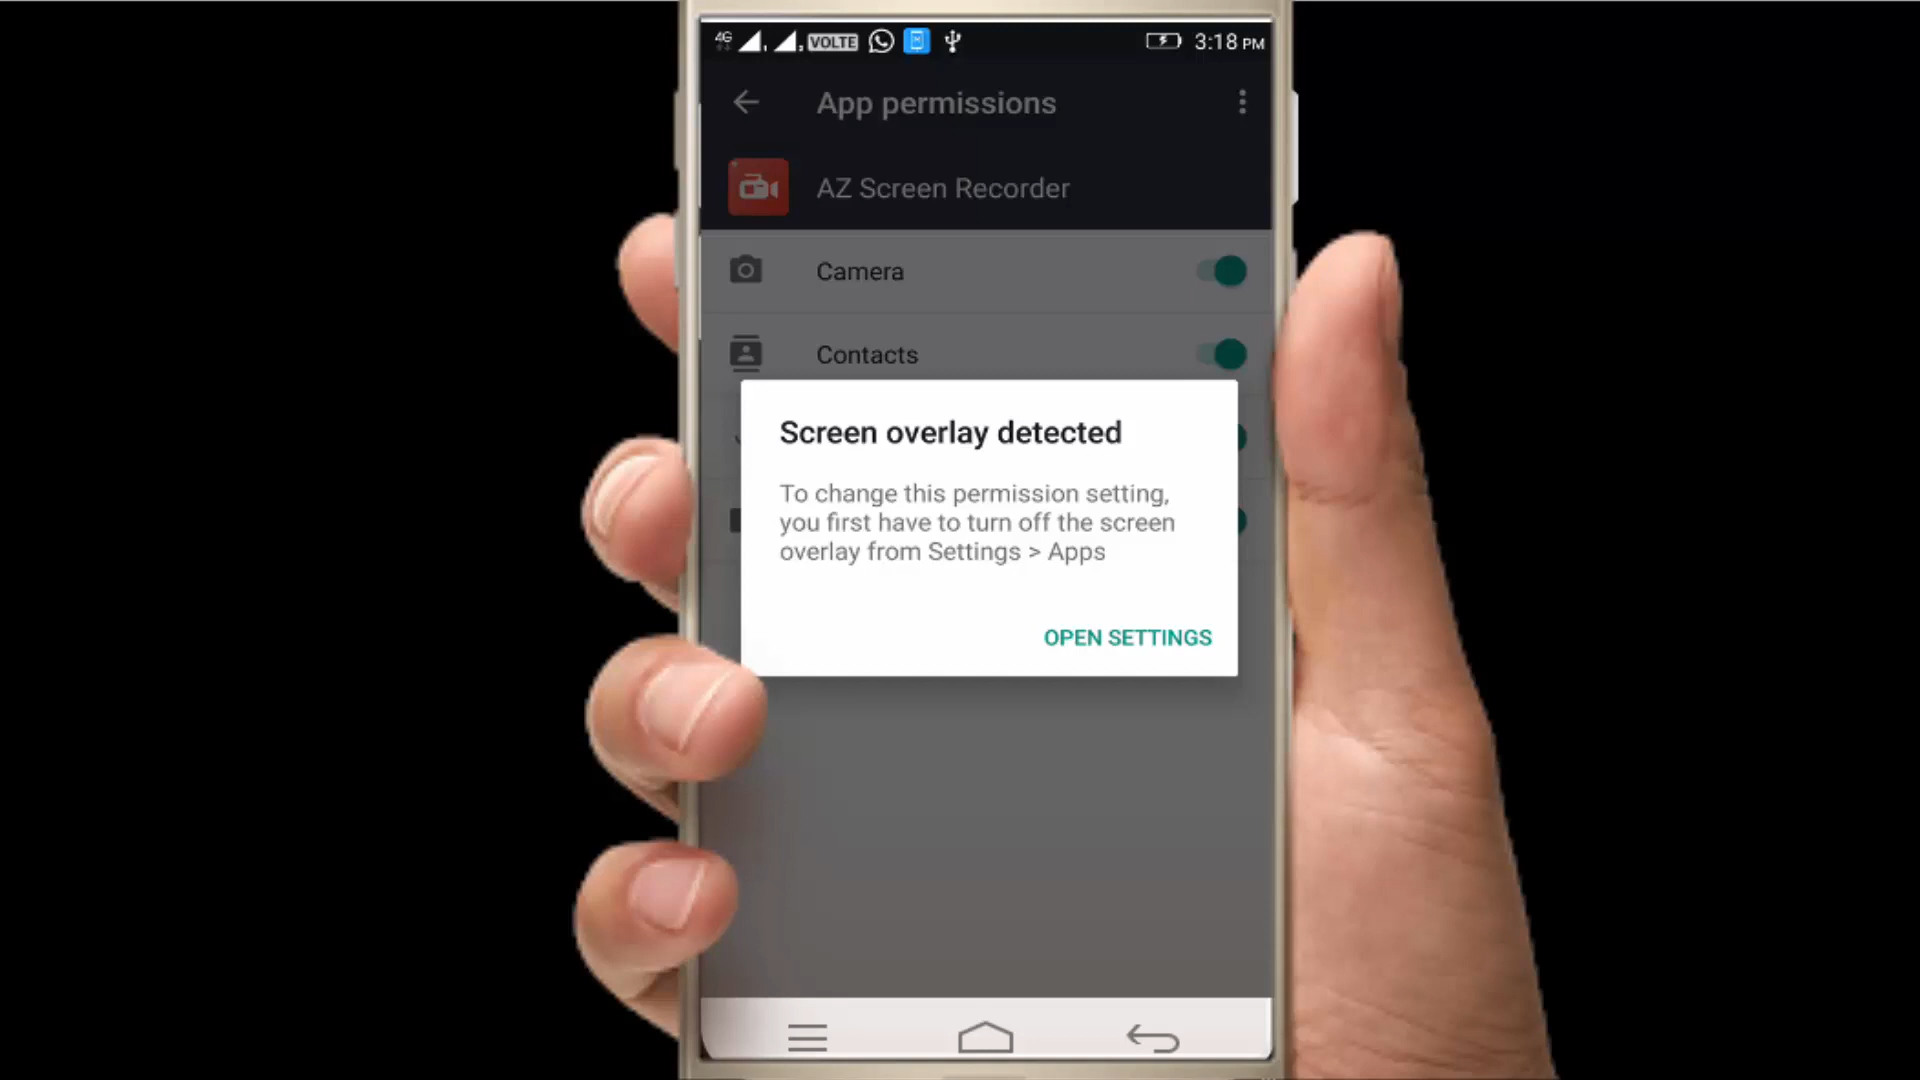 4G VOLTE 3:18 PM
App permissions
AZ Screen Recorder
Camera
Contacts
Screen overlay detected
To change this permission setting,
you first have to turn off the screen
overlay from Settings > Apps
OPEN SETTINGS